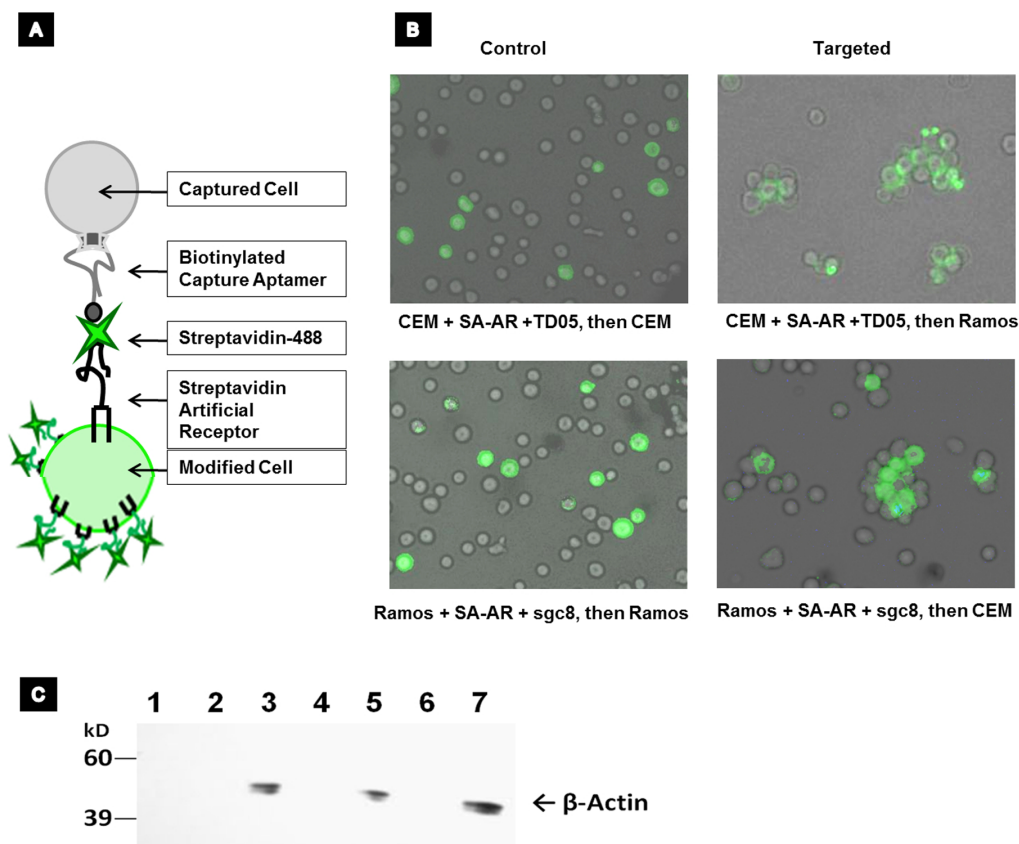 A
Captured Cell
Biotinylated
Capture Aptamer
Streptavidin-488
Streptavidin
Artificial
Receptor
Modified Cell
B
Control
Targeted
CEM + SA-AR +TD05, then CEM
CEM + SA-AR +TD05, then Ramos
Ramos + SA-AR + sgc8, then Ramos
Ramos + SA-AR + sgc8, then CEM
C
1 2 3 4 5 6 7
kD
60
39
← β-Actin